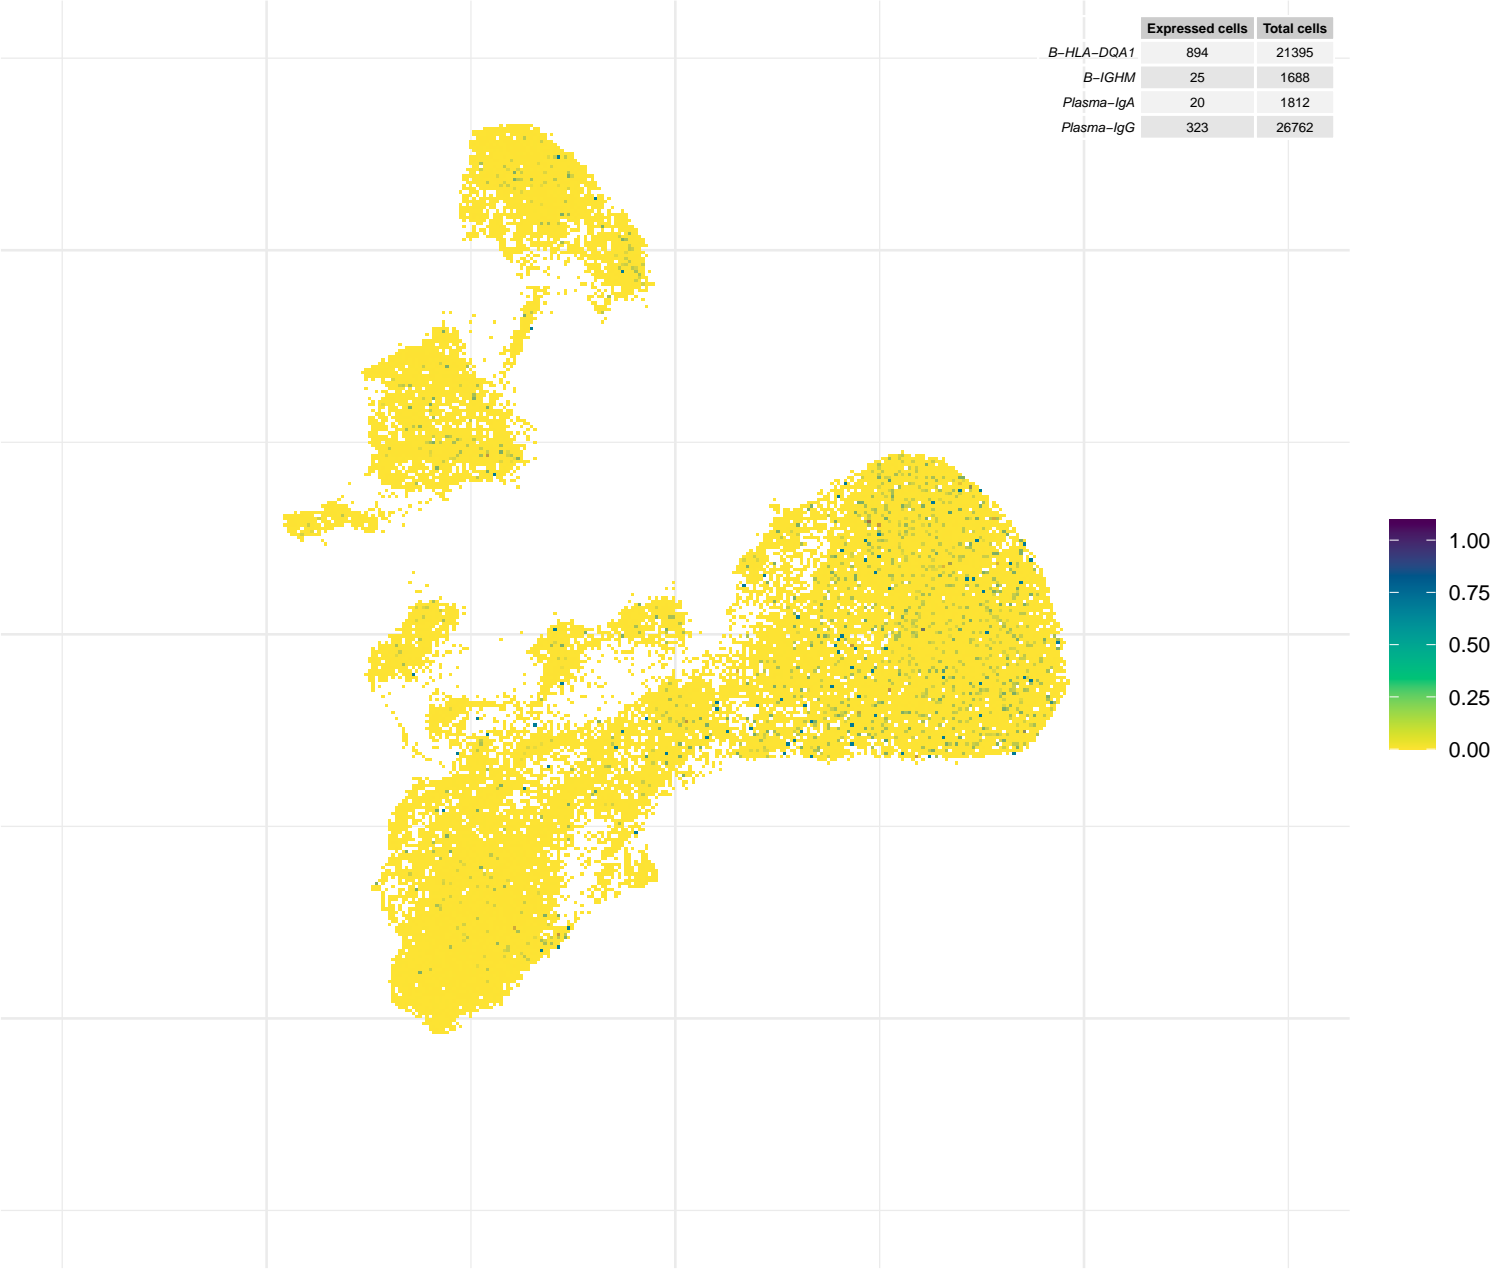 Expressed cells Total cells
B−HLA−DQA1 894 21395
B−IGHM 25 1688
Plasma−IgA 20 1812
Plasma−IgG 323 26762
1.00
0.75
0.50
0.25
0.00